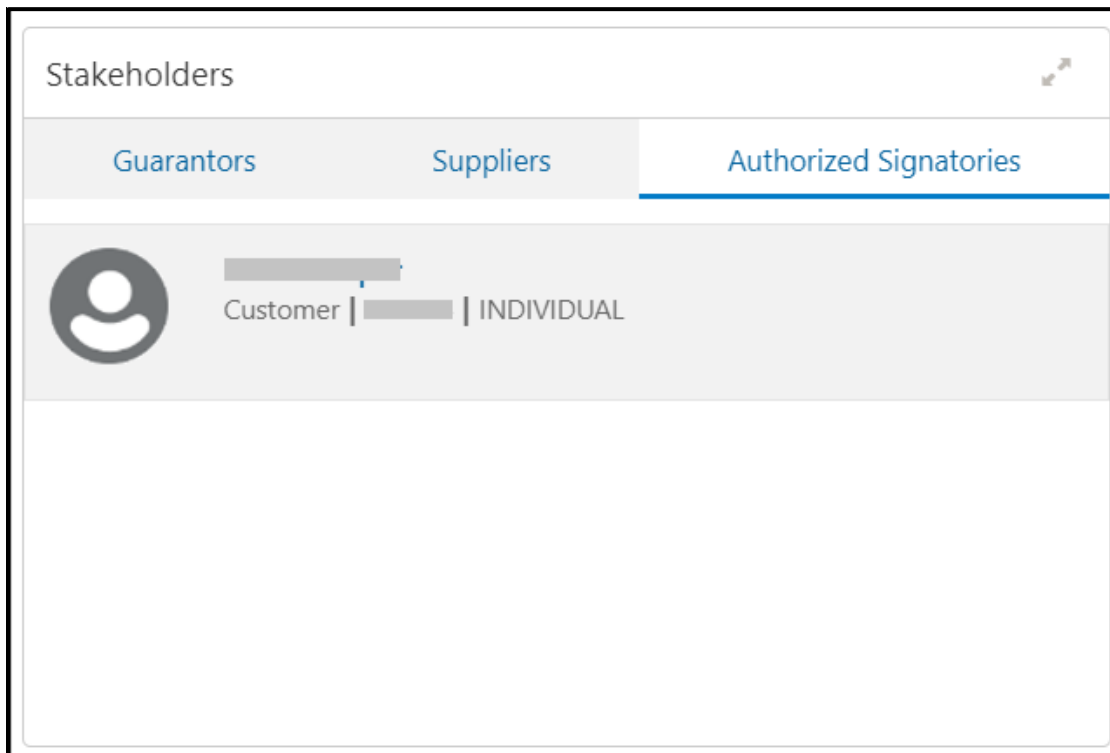 Stakeholders
Guarantors Suppliers Authorized Signatories
Customer | | INDIVIDUAL